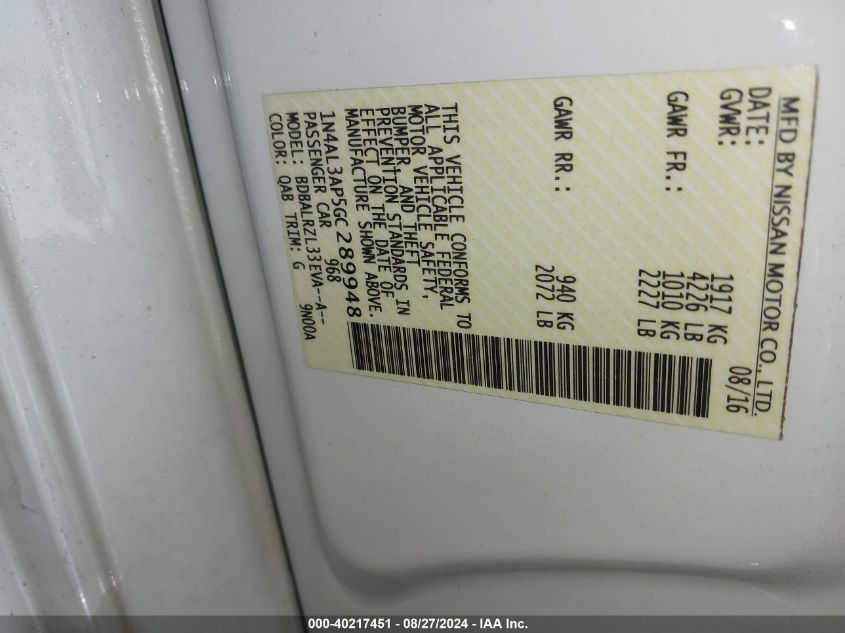 MFD BY NISSAN MOTOR CO., LTD.
DATE: 08/16
GVWR: 1917 KG
4226 LB
GAWR FR.: 1010 KG
2227 LB
GAWR RR.: 940 KG
2072 LB
THIS VEHICLE CONFORMS TO
ALL APPLICABLE FEDERAL
MOTOR VEHICLE SAFETY,
BUMPER, AND THEFT
PREVENTION STANDARDS IN
EFFECT ON THE DATE OF
MANUFACTURE SHOWN ABOVE.
1N4AL3AP5GC289948
PASSENGER CAR 968
MODEL: BDBALRZL33EVA--A--
COLOR: QAB TRIM: G 9N00A
000-40217451 - 08/27/2024 - IAA Inc.